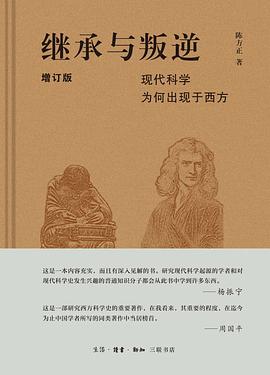 继承与叛逆
增订版
现代科学
为何出现于西方
陈方正 著
这是一本内容充实，而且有深入见解的书。研究现代科学起源的学者和对
现代科学史发生兴趣的普通知识分子都会从此书中学到许多东西。
——杨振宁
这是一部研究西方科学史的重要著作，在我看来，其重要的程度，在迄今
为止中国学者所写的同类著作中当居榜首。
——周国平
生活·读书·新知 三联书店